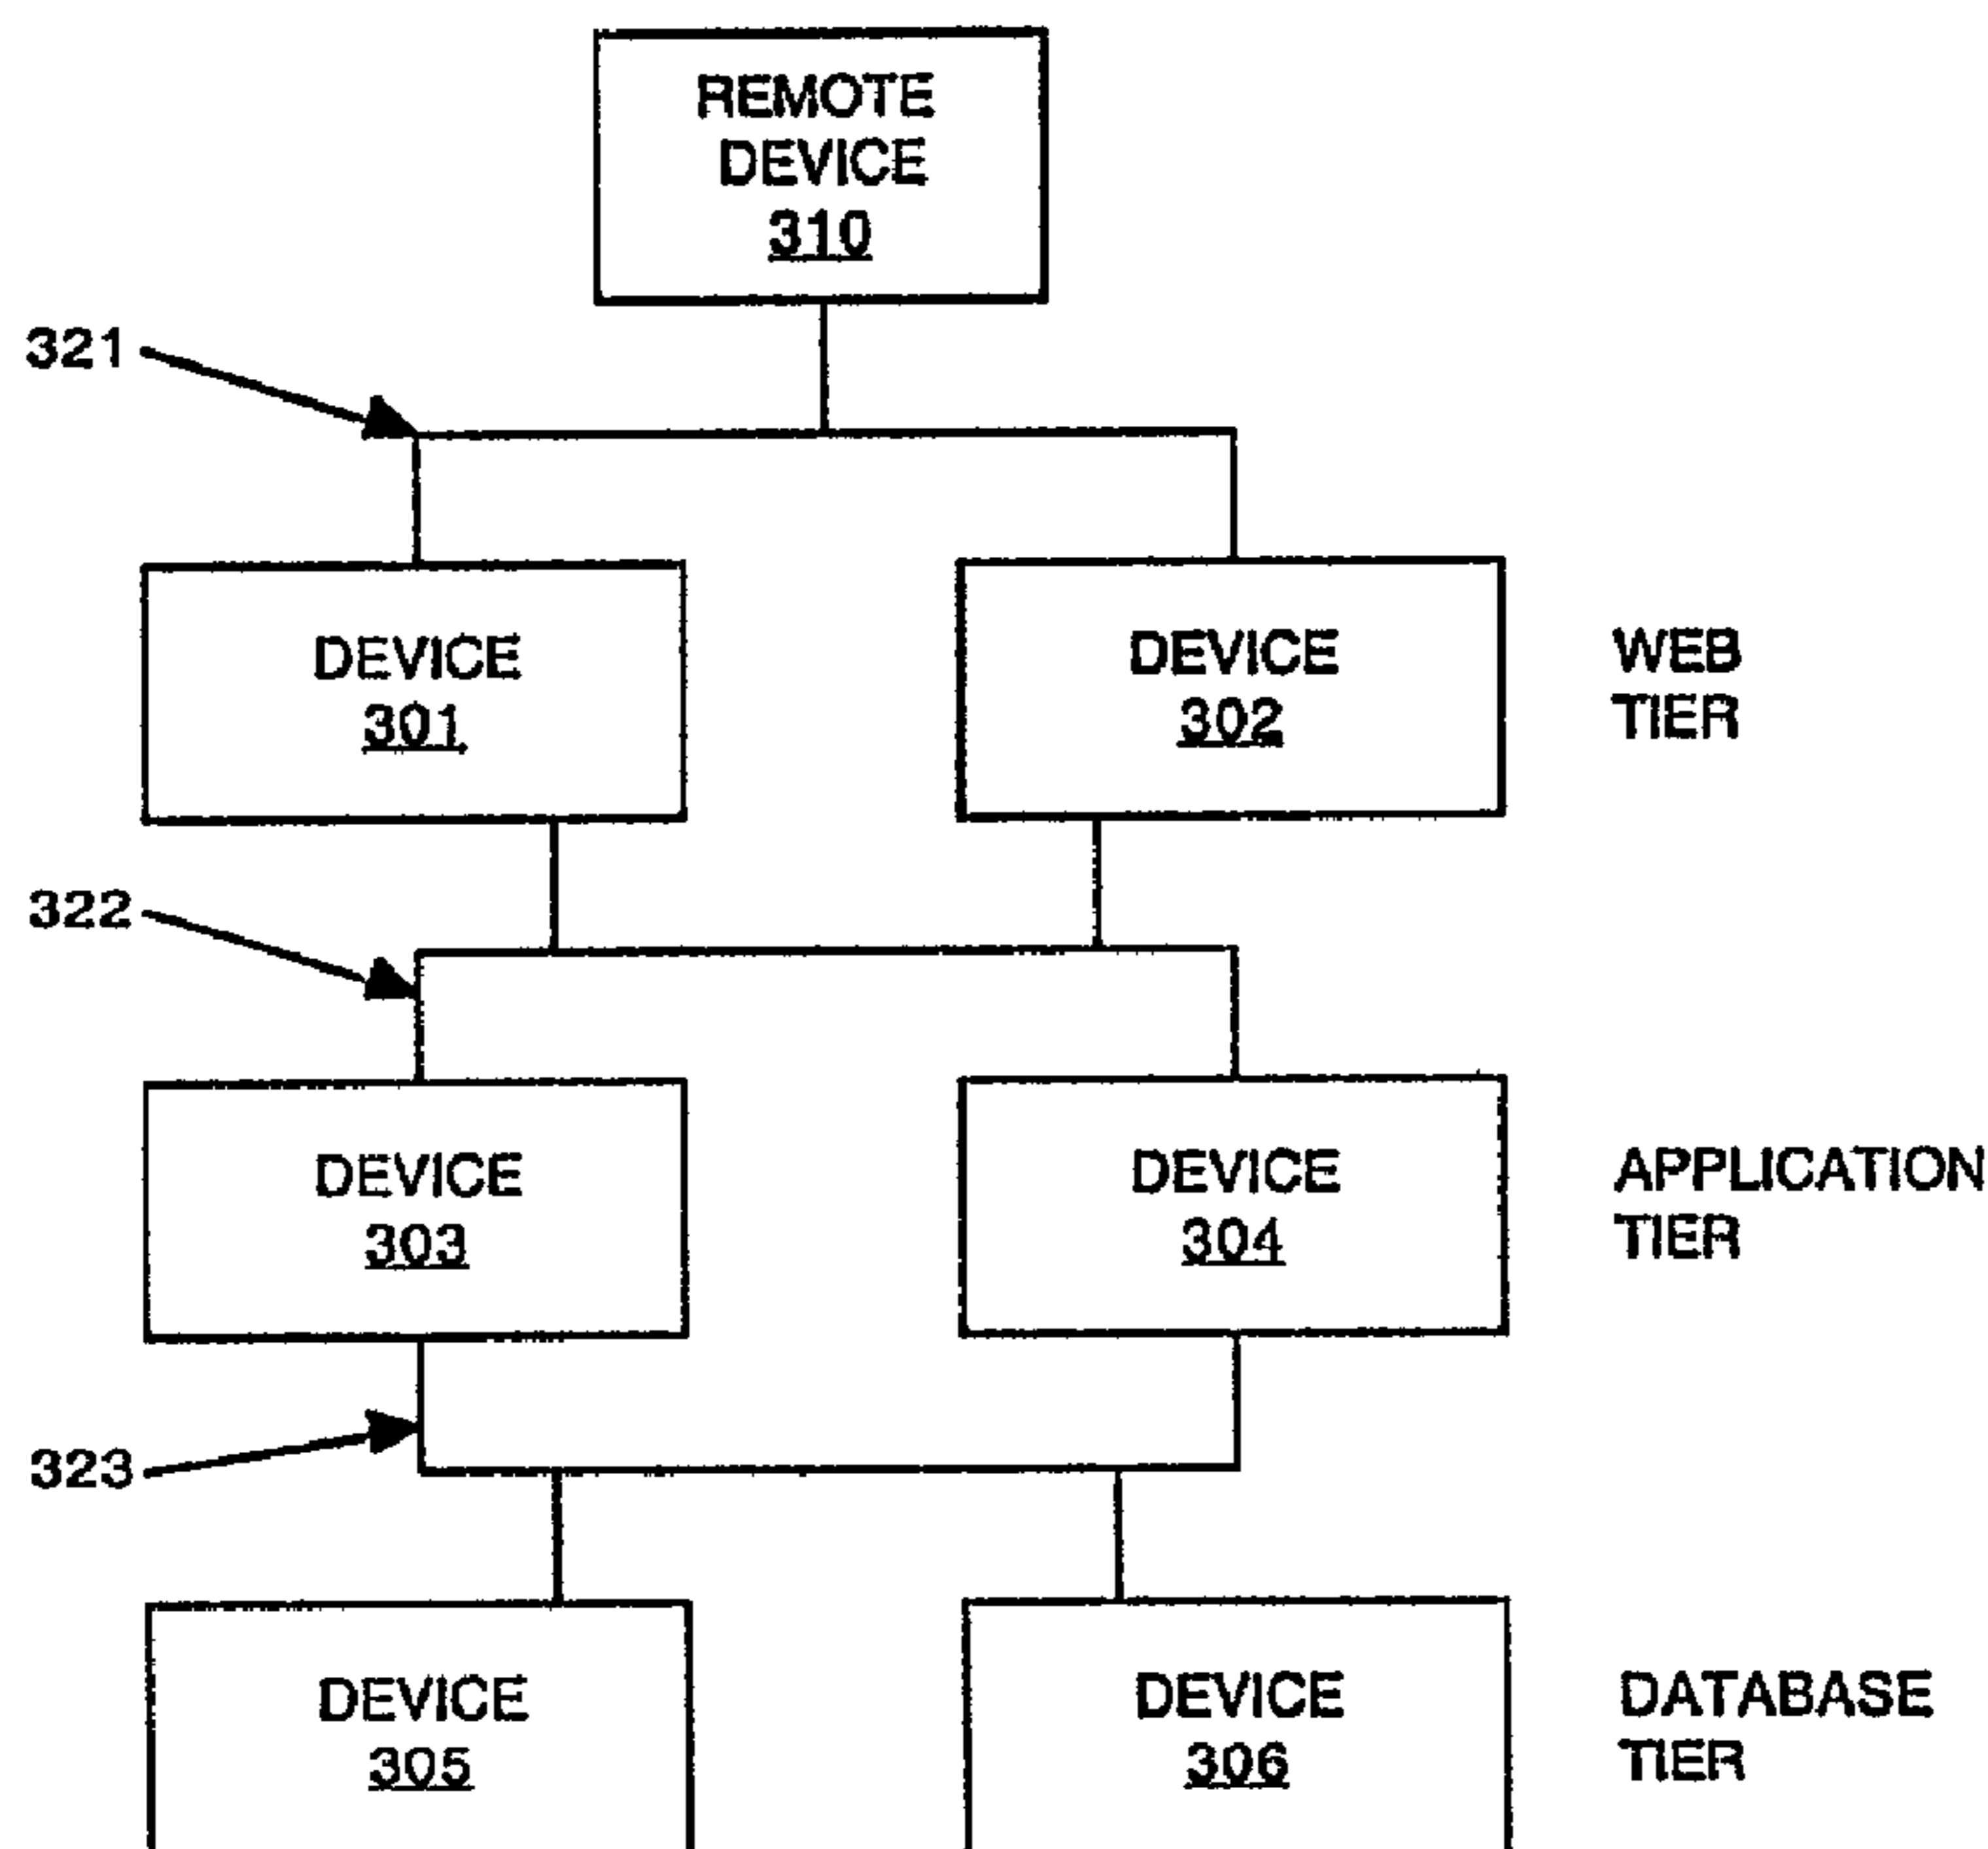 REMOTE
DEVICE
310
321
DEVICE
301
DEVICE
302
WEB
TIER
322
DEVICE
303
DEVICE
304
APPLICATION
TIER
323
DEVICE
305
DEVICE
306
DATABASE
TIER